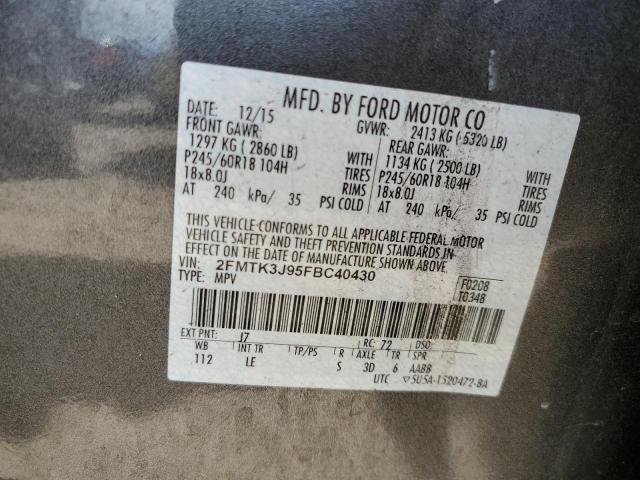 MFD. BY FORD MOTOR CO
DATE: 12/15 GVWR: 2413 KG ( 5320 LB)
FRONT GAWR: REAR GAWR:
1297 KG ( 2860 LB) WITH 1134 KG ( 2500 LB) WITH
P245/60R18 104H TIRES P245/60R18 104H TIRES
18x8.0J RIMS 18x8.0J RIMS
AT 240 kPa/ 35 PSI COLD AT 240 kPa/ 35 PSI COLD
THIS VEHICLE CONFORMS TO ALL APPLICABLE FEDERAL MOTOR
VEHICLE SAFETY AND THEFT PREVENTION STANDARDS IN
EFFECT ON THE DATE OF MANUFACTURE SHOWN ABOVE.
VIN: 2FMTK3J95FBC40430
TYPE: MPV
F0208
T0348
EXT PNT: J7 RC: 72 DSO:
WB INT TR TP/PS R AXLE TR SPR
112 LE S 3D 6 AABB
UTC ▽SUSA-1520472-BA